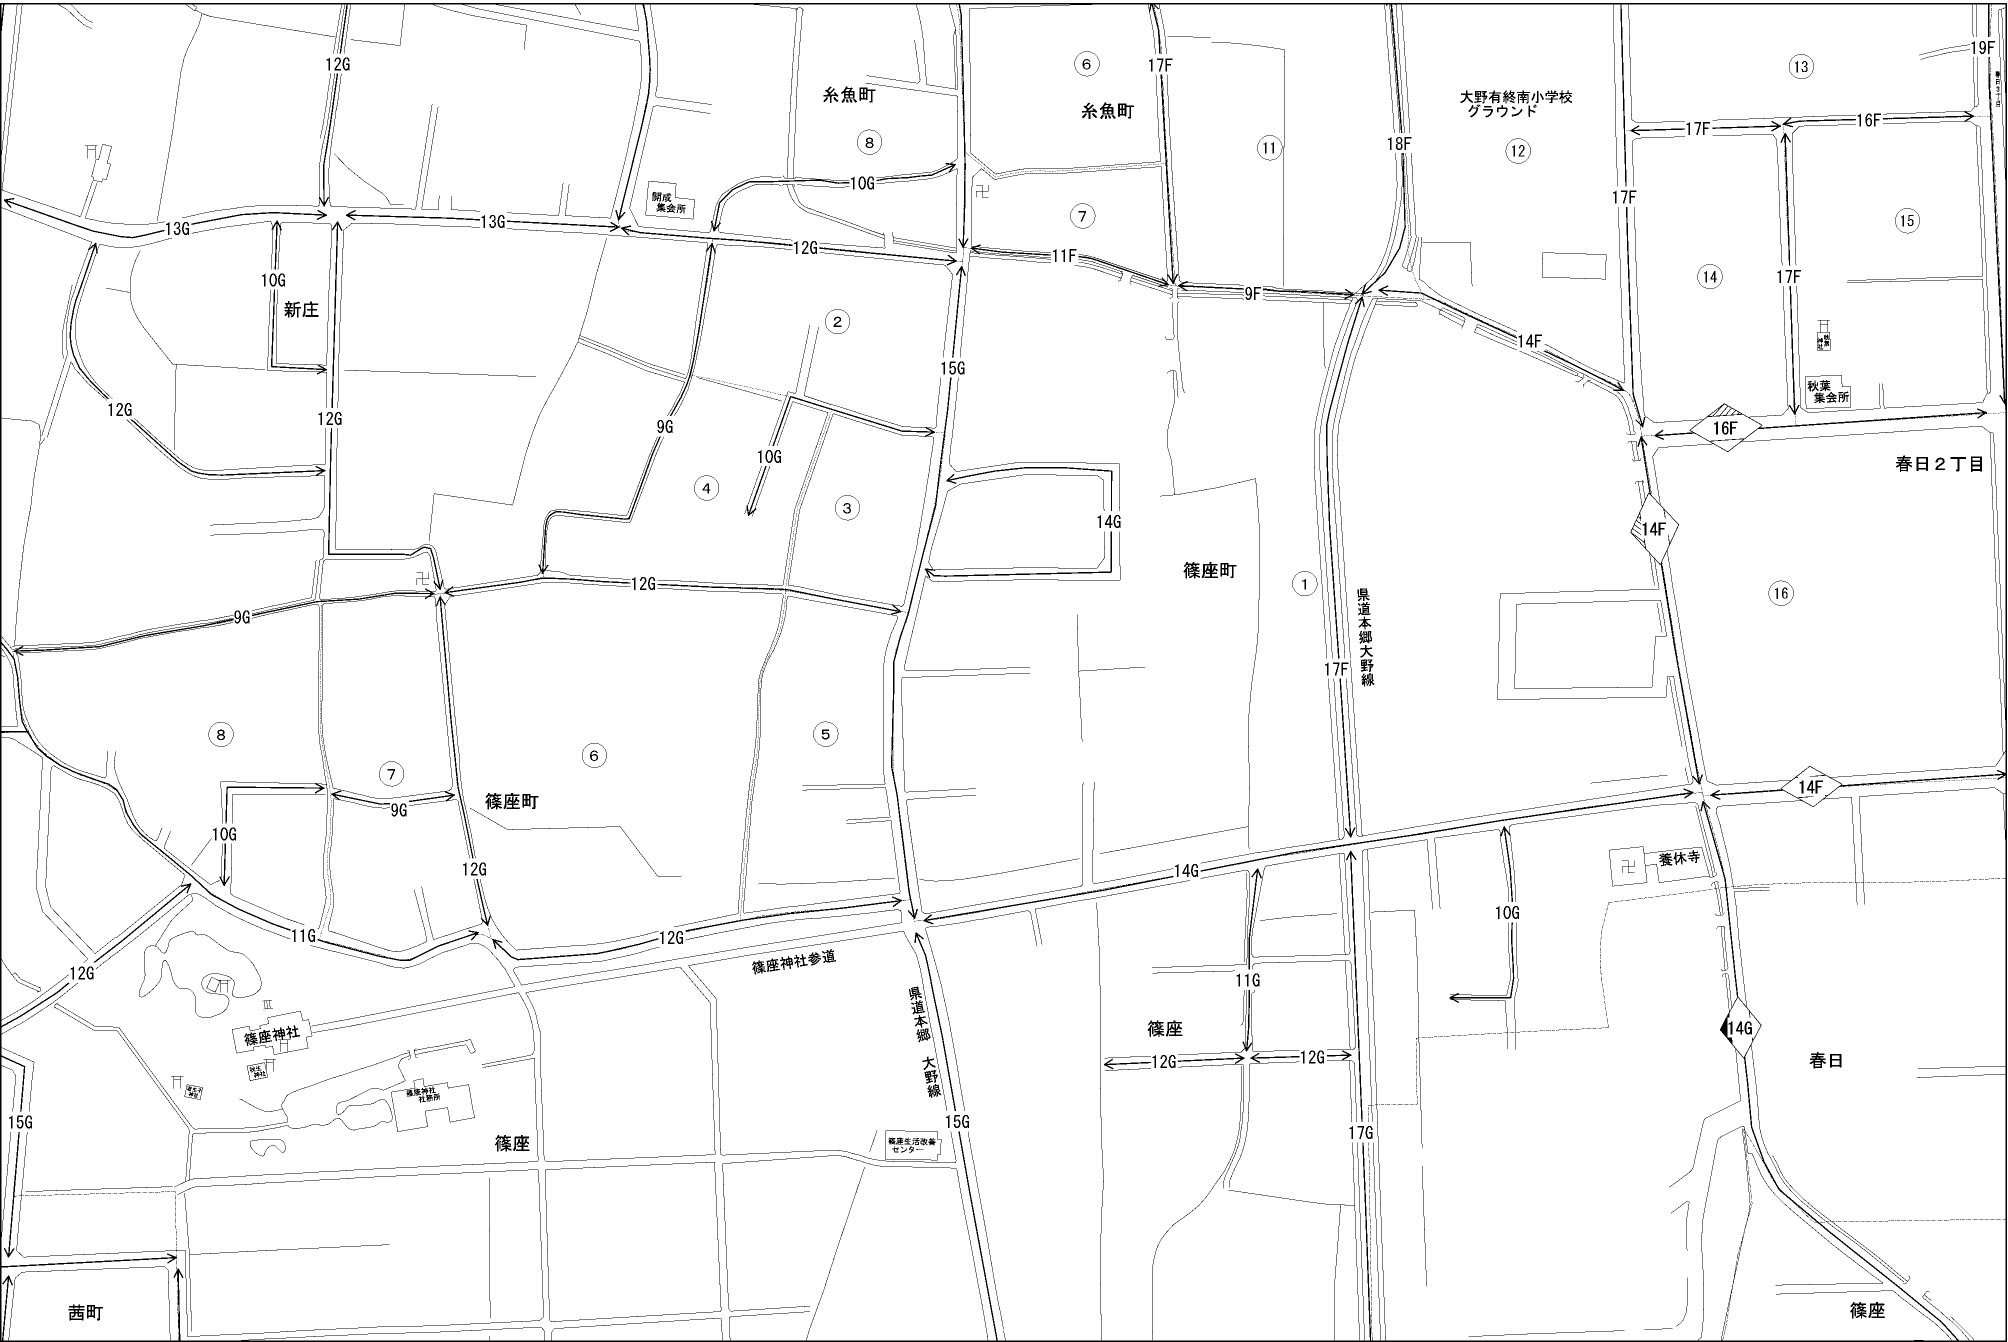 12G
17F
⑥
⑬
19F
糸魚町
糸魚町
大野有終南小学校
グラウンド
17F
16F
⑧
⑪
18F
⑫
10G
開成
集会所
17F
13G
13G
⑦
⑮
12G
11F
10G
新庄
9F
⑭
17F
②
14F
15G
秋葉
集会所
12G
12G
9G
16F
10G
春日２丁目
④
③
14G
14F
篠座町
12G
①
県道本郷大野線
⑯
9G
17F
⑧
⑤
⑥
⑦
14F
篠座町
9G
10G
12G
14G
養休寺
10G
11G
12G
篠座神社参道
12G
11G
県道本郷 大野線
篠座神社
篠座
14G
12G
12G
春日
篠座神社
社務所
15G
15G
17G
篠座
篠座生活改善
センター
茜町
篠座